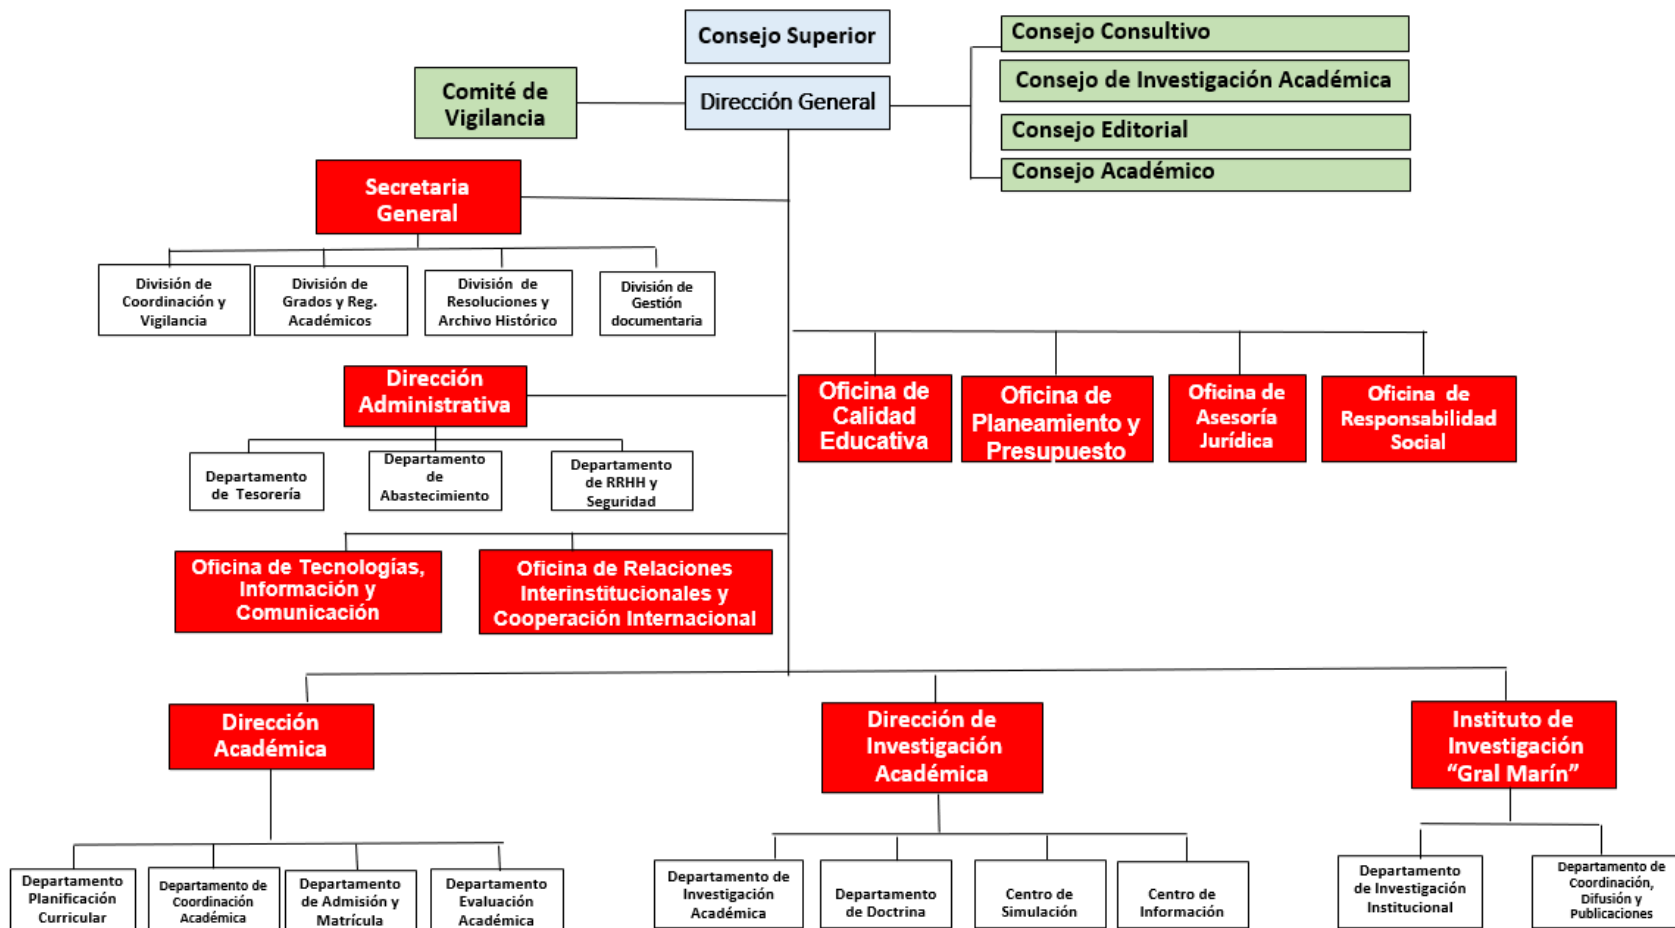 Consejo Superior
Dirección General
Comité de
Vigilancia
Consejo Consultivo
Consejo de Investigación Académica
Consejo Editorial
Consejo Académico
Secretaria
General
División de
Coordinación y
Vigilancia
División de
Grados y Reg.
Académicos
División de
Resoluciones y
Archivo Histórico
División de
Gestión
documentaria
Dirección
Administrativa
Departamento
de Tesorería
Departamento
de
Abastecimiento
Departamento
de RRHH y
Seguridad
Oficina de
Calidad
Educativa
Oficina de
Planeamiento y
Presupuesto
Oficina de
Asesoría
Jurídica
Oficina de
Responsabilidad
Social
Oficina de Tecnologías,
Información y
Comunicación
Oficina de Relaciones
Interinstitucionales y
Cooperación Internacional
Dirección
Académica
Dirección de
Investigación
Académica
Instituto de
Investigación
“Gral Marín”
Departamento
Planificación
Curricular
Departamento de
Coordinación
Académica
Departamento
de Admisión y
Matrícula
Departamento
Evaluación
Académica
Departamento de
Investigación
Académica
Departamento
de Doctrina
Centro de
Simulación
Centro de
Información
Departamento
de Investigación
Institucional
Departamento de
Coordinación,
Difusión y
Publicaciones